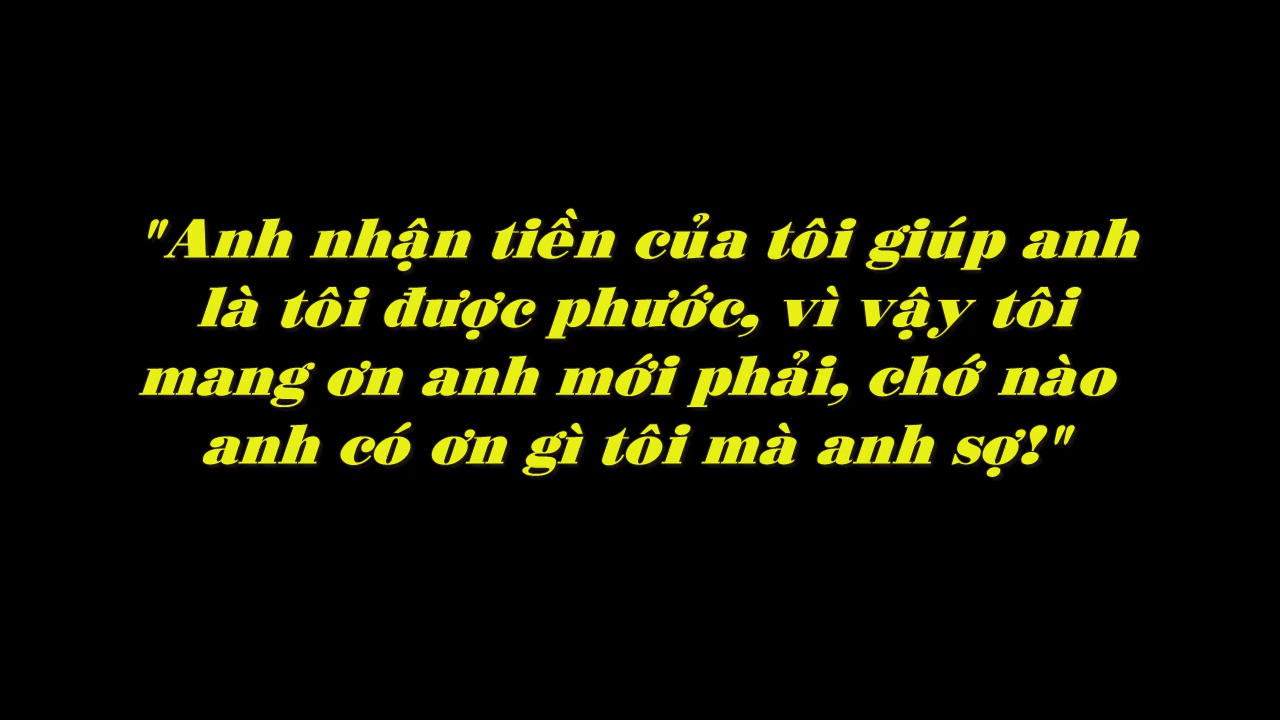 "Anh nhận tiền của tôi giúp anh
là tôi được phước, vì vậy tôi
mang ơn anh mới phải, chớ nào
anh có ơn gì tôi mà anh sợ!"